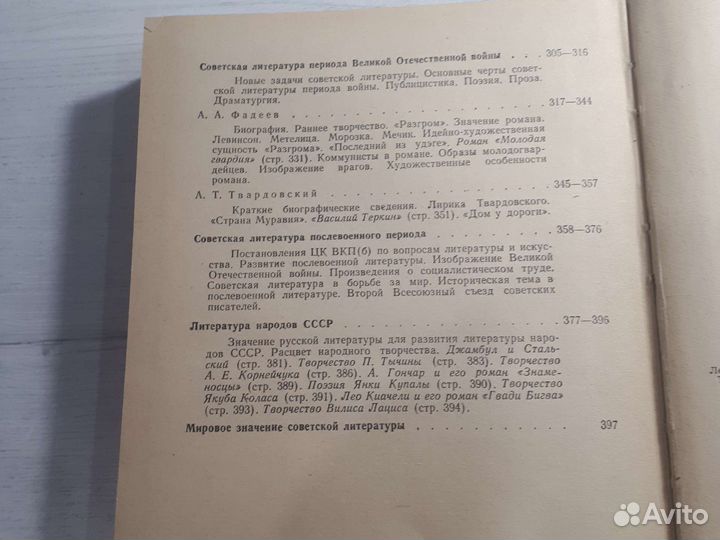 Советская литература периода Великой Отечественной войны . . . 305—316
Новые задачи советской литературы. Основные черты совет-
ской литературы периода войны. Публицистика. Поэзия. Проза.
Драматургия.
А. А. Фадеев . . . . . . . . . . . . . . . . 317—344
Биография. Раннее творчество. «Разгром». Значение романа.
Левинсон. Метелица. Морозка. Мечик. Идейно-художественная
сущность «Разгрома». «Последний из удэге». Роман «Молодая
гвардия» (стр. 331). Коммунисты в романе. Образы молодогвар-
дейцев. Изображение врагов. Художественные особенности
романа.
А. Т. Твардовский . . . . . . . . . . . . . . 345—357
Краткие биографические сведения. Лирика Твардовского.
«Страна Муравия». «Василий Теркин» (стр. 351). «Дом у дороги».
Советская литература послевоенного периода . . . . . . . . 358—376
Постановления ЦК ВКП(б) по вопросам литературы и искус-
ства. Развитие послевоенной литературы. Изображение Великой
Отечественной войны. Произведения о социалистическом труде.
Советская литература в борьбе за мир. Историческая тема в
послевоенной литературе. Второй Всесоюзный съезд советских
писателей.
Литература народов СССР . . . . . . . . . . . . 377—396
Значение русской литературы для развития литературы наро-
дов СССР. Расцвет народного творчества. Джамбул и Сталь-
ский (стр. 381). Творчество П. Тычины (стр. 383). Творчество
А. Е. Корнейчука (стр. 386). А. Гончар и его роман «Знаме-
носцы» (стр. 389). Поэзия Янки Купалы (стр. 390). Творчество
Якуба Коласа (стр. 391). Лео Киачели и его роман «Гвади Бигва»
(стр. 393). Творчество Вилиса Лациса (стр. 394).
Мировое значение советской литературы . . . . . . . . . 397
Avito